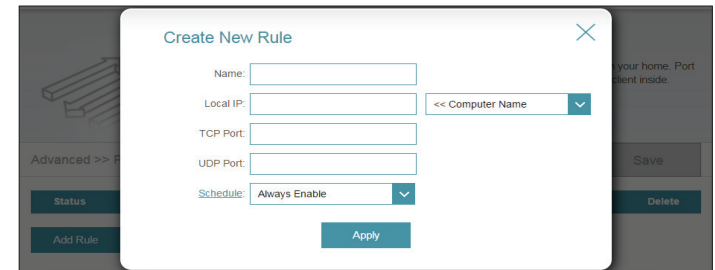 Create New Rule
your home. Port
Name:
client inside.
Local IP:
<< Computer Name
TCP Port:
Advanced >> P
UDP Port:
Save
Schedule:
Always Enable
Status
Delete
Apply
Add Rule